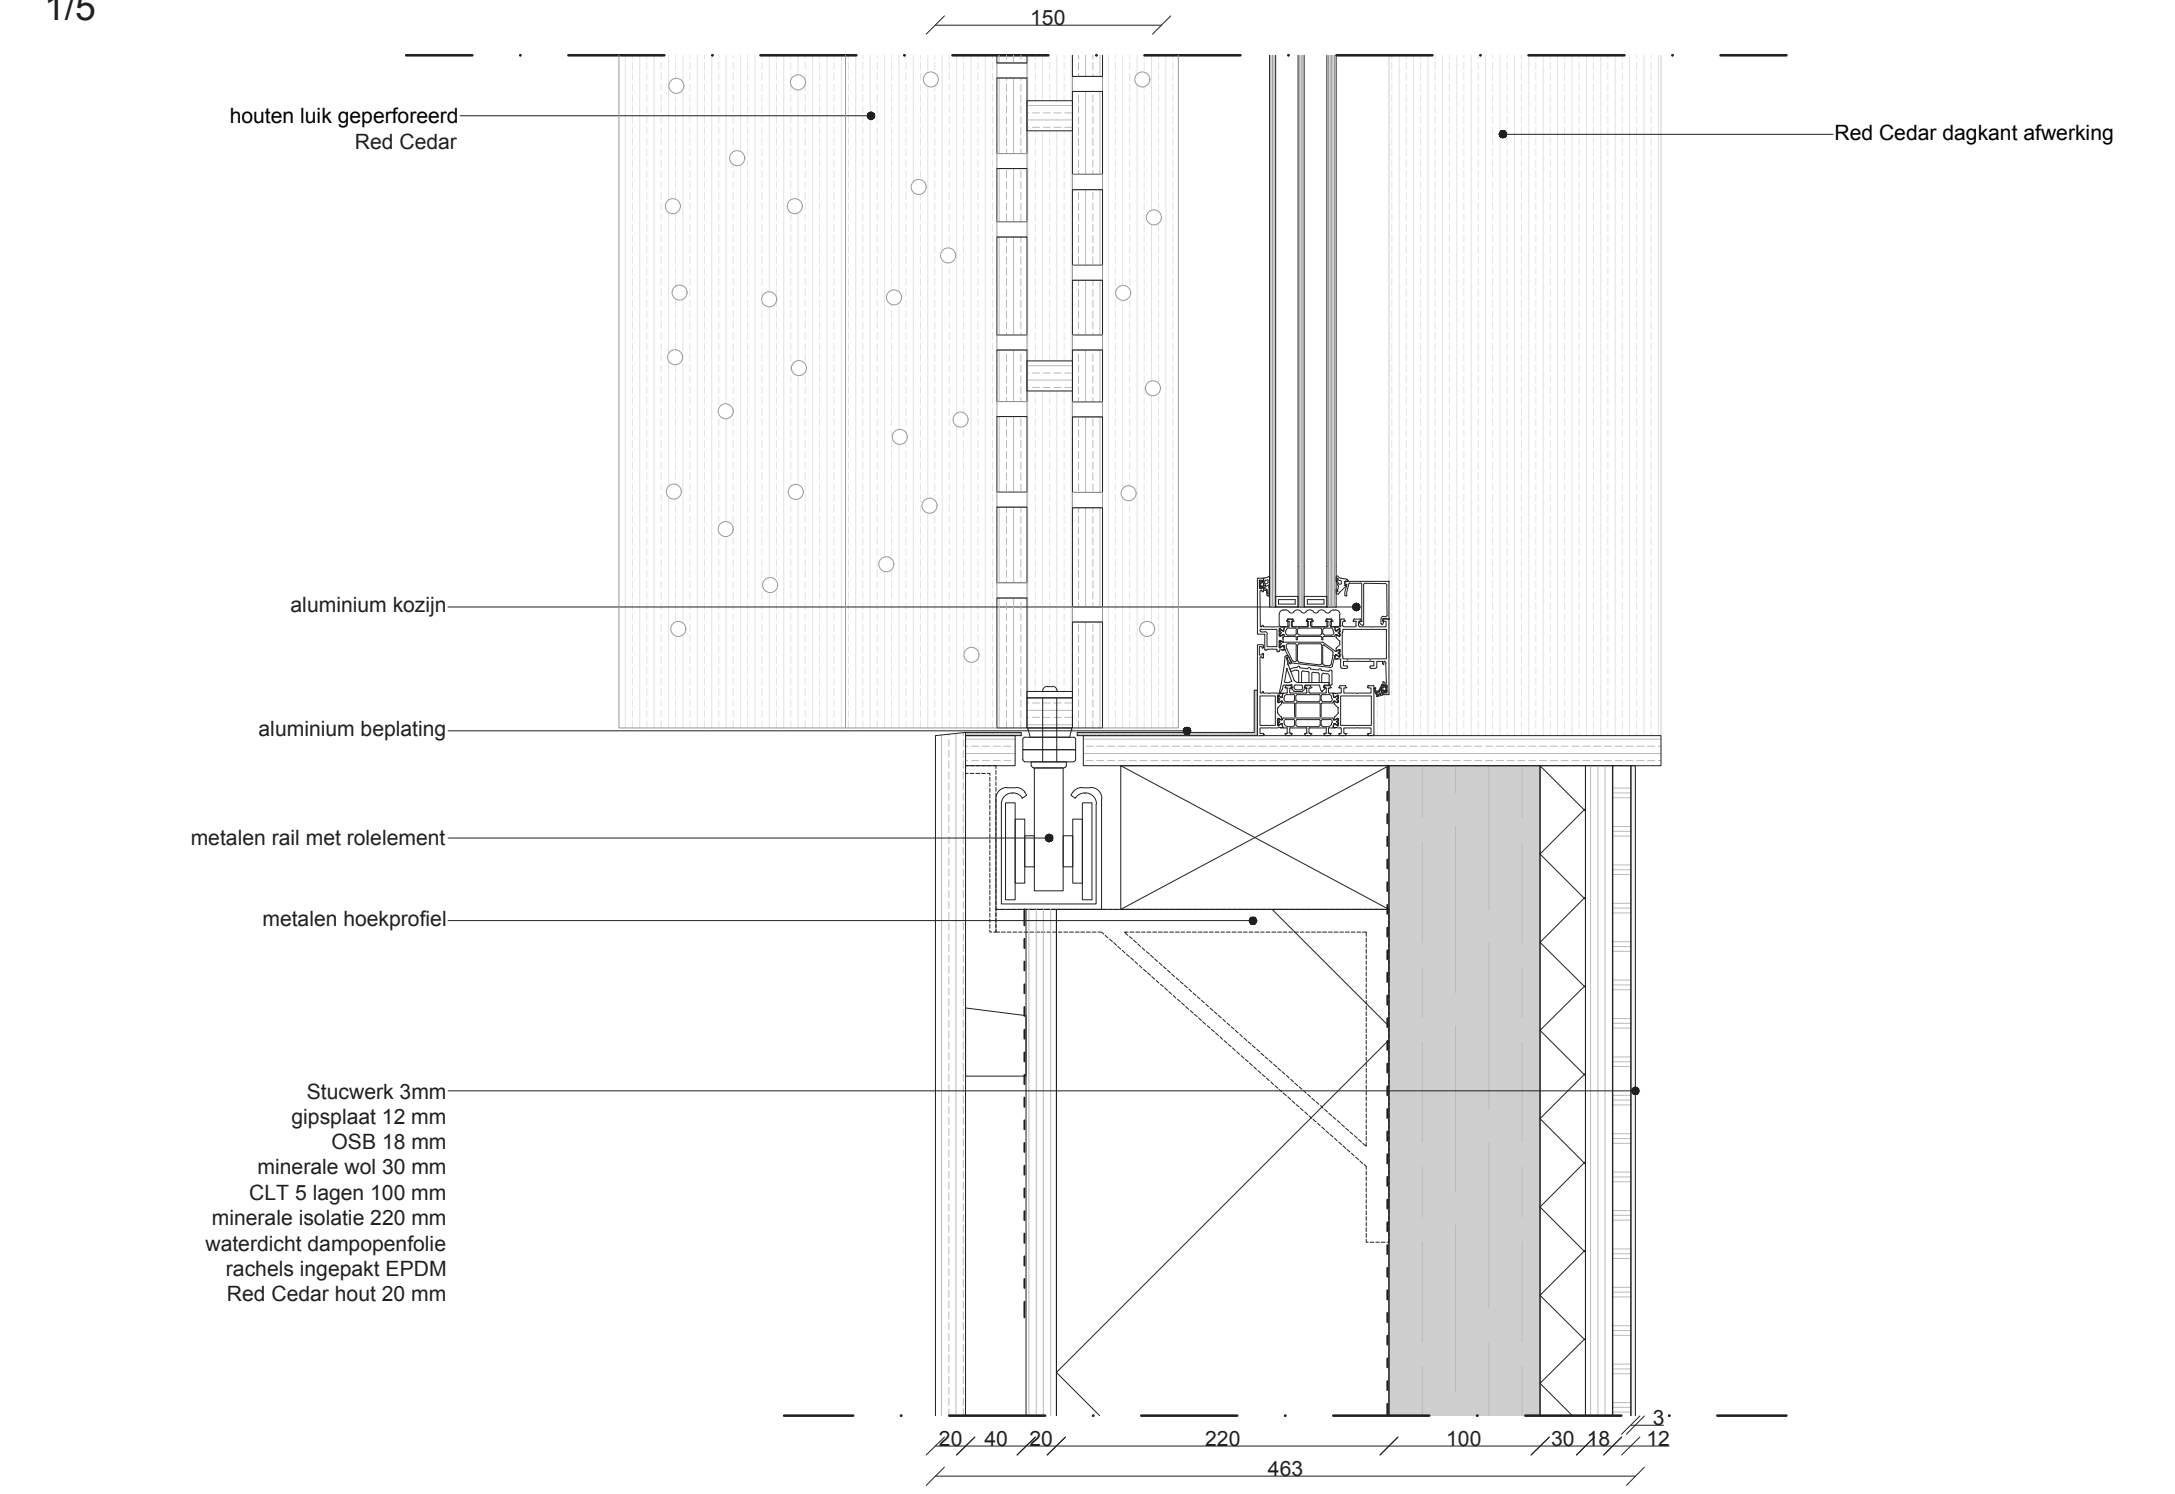 1/5
150
houten luik geperforeerd
Red Cedar
Red Cedar dagkant afwerking
aluminium kozijn
aluminium beplating
metalen rail met rolelement
metalen hoekprofiel
Stucwerk 3mm
gipsplaat 12 mm
OSB 18 mm
minerale wol 30 mm
CLT 5 lagen 100 mm
minerale isolatie 220 mm
waterdicht dampopenfolie
rachels ingepakt EPDM
Red Cedar hout 20 mm
3
20 40 20 220 100 30 18 12
463